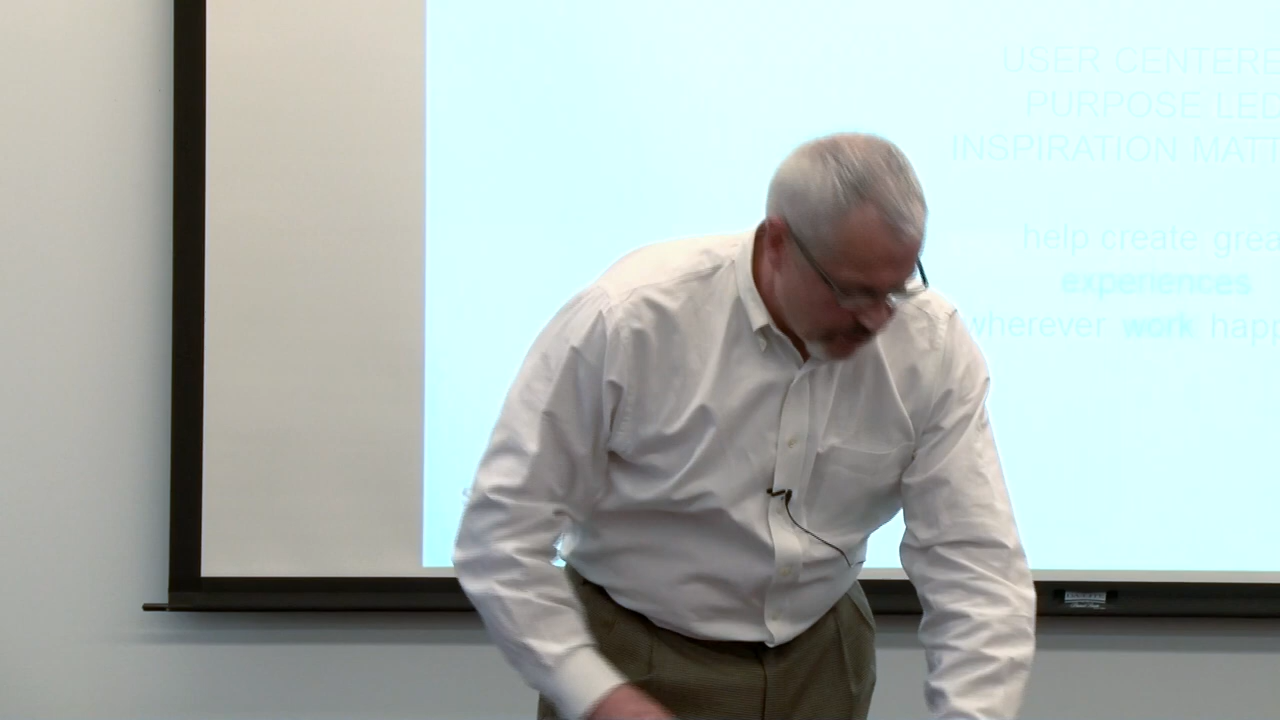 USER CENTERE
PURPOSE LED
INSPIRATION MATT
help create grea
experiences
wherever work happ